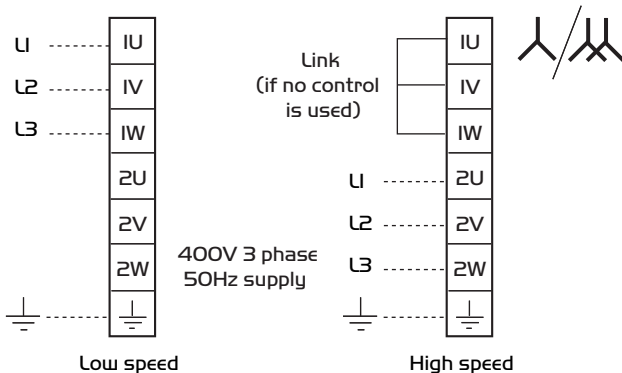 L1
L2
L3
1U
1V
1W
2U
2V
2W
Low speed
400V 3 phase
50Hz supply
Link
(if no control
is used)
L1
L2
L3
1U
1V
1W
2U
2V
2W
High speed